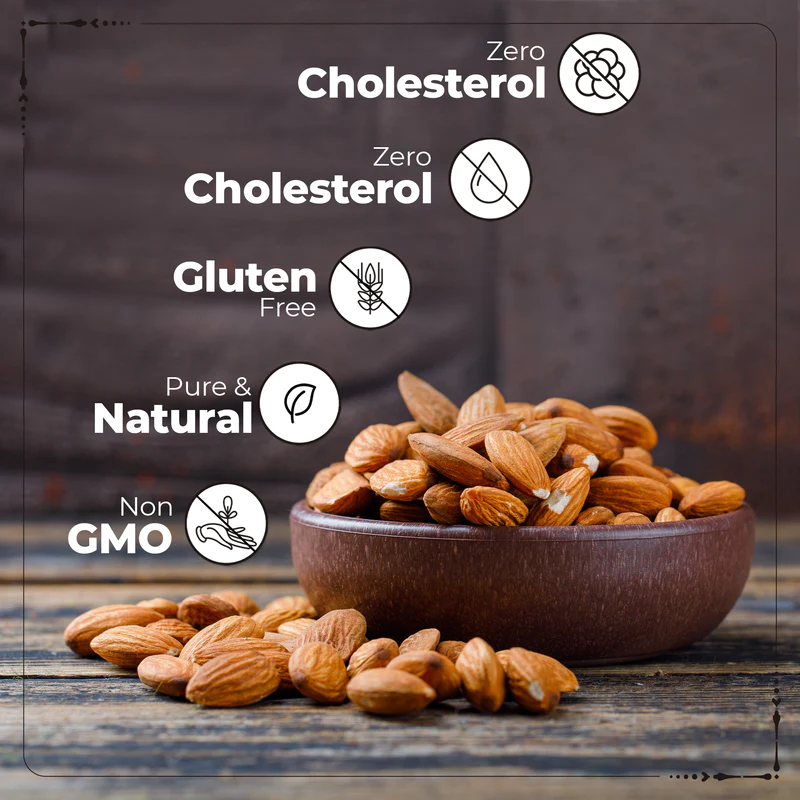 Zero
Cholesterol
Zero
Cholesterol
Gluten
Free
Pure &
Natural
Non
GMO